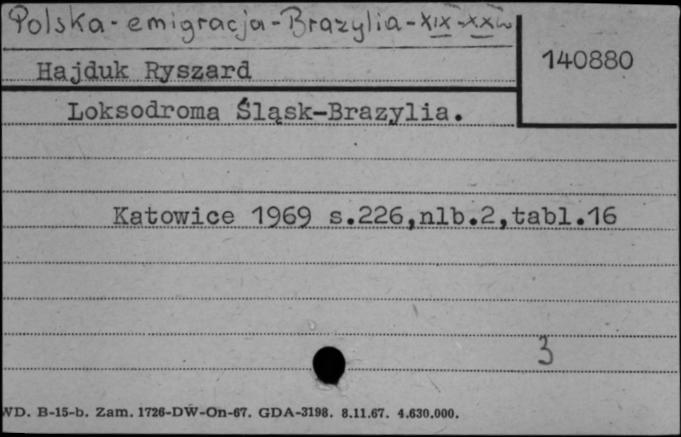 Polska - emigracja - Brazylia - XIX - XX w
140880
Hajduk Ryszard
Loksodroma Śląsk-Brazylia.
Katowice 1969 s.226,nlb.2,tabl.16
3
WD. B-15-b. Zam. 1726-DW-On-67. GDA-3198. 8.11.67. 4.630.000.